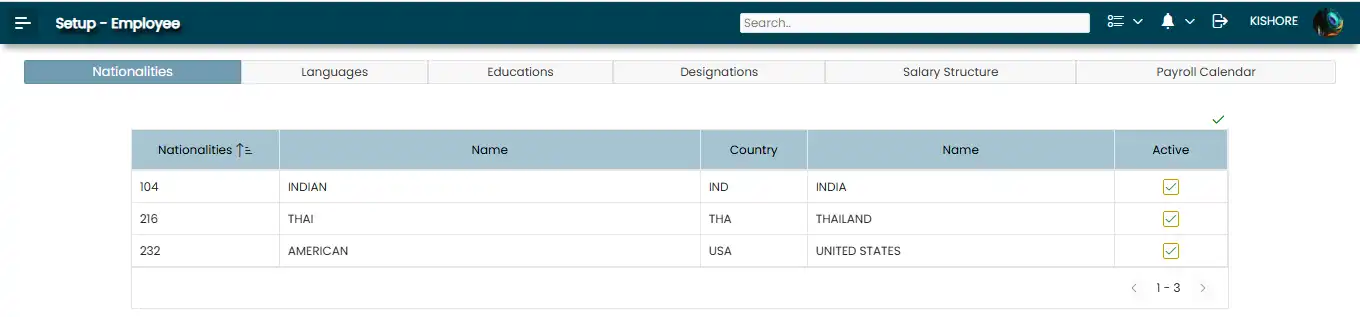 Setup - Employee Search.. KISHORE
Nationalities Languages Educations Designations Salary Structure Payroll Calendar
Nationalities Name Country Name Active
104 INDIAN IND INDIA
216 THAI THA THAILAND
232 AMERICAN USA UNITED STATES
1 - 3